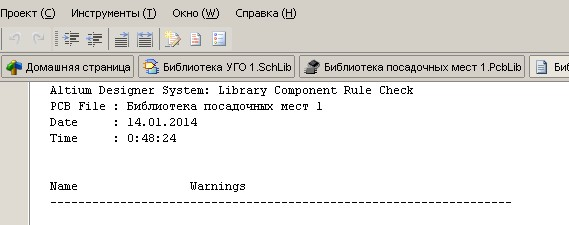 Проект (C) Инструменты (T) Окно (W) Справка (H)
Домашняя страница Библиотека УГО 1.SchLib Библиотека посадочных мест 1.PcbLib Биб
Altium Designer System: Library Component Rule Check
PCB File : Библиотека посадочных мест 1
Date : 14.01.2014
Time : 0:48:24
Name Warnings